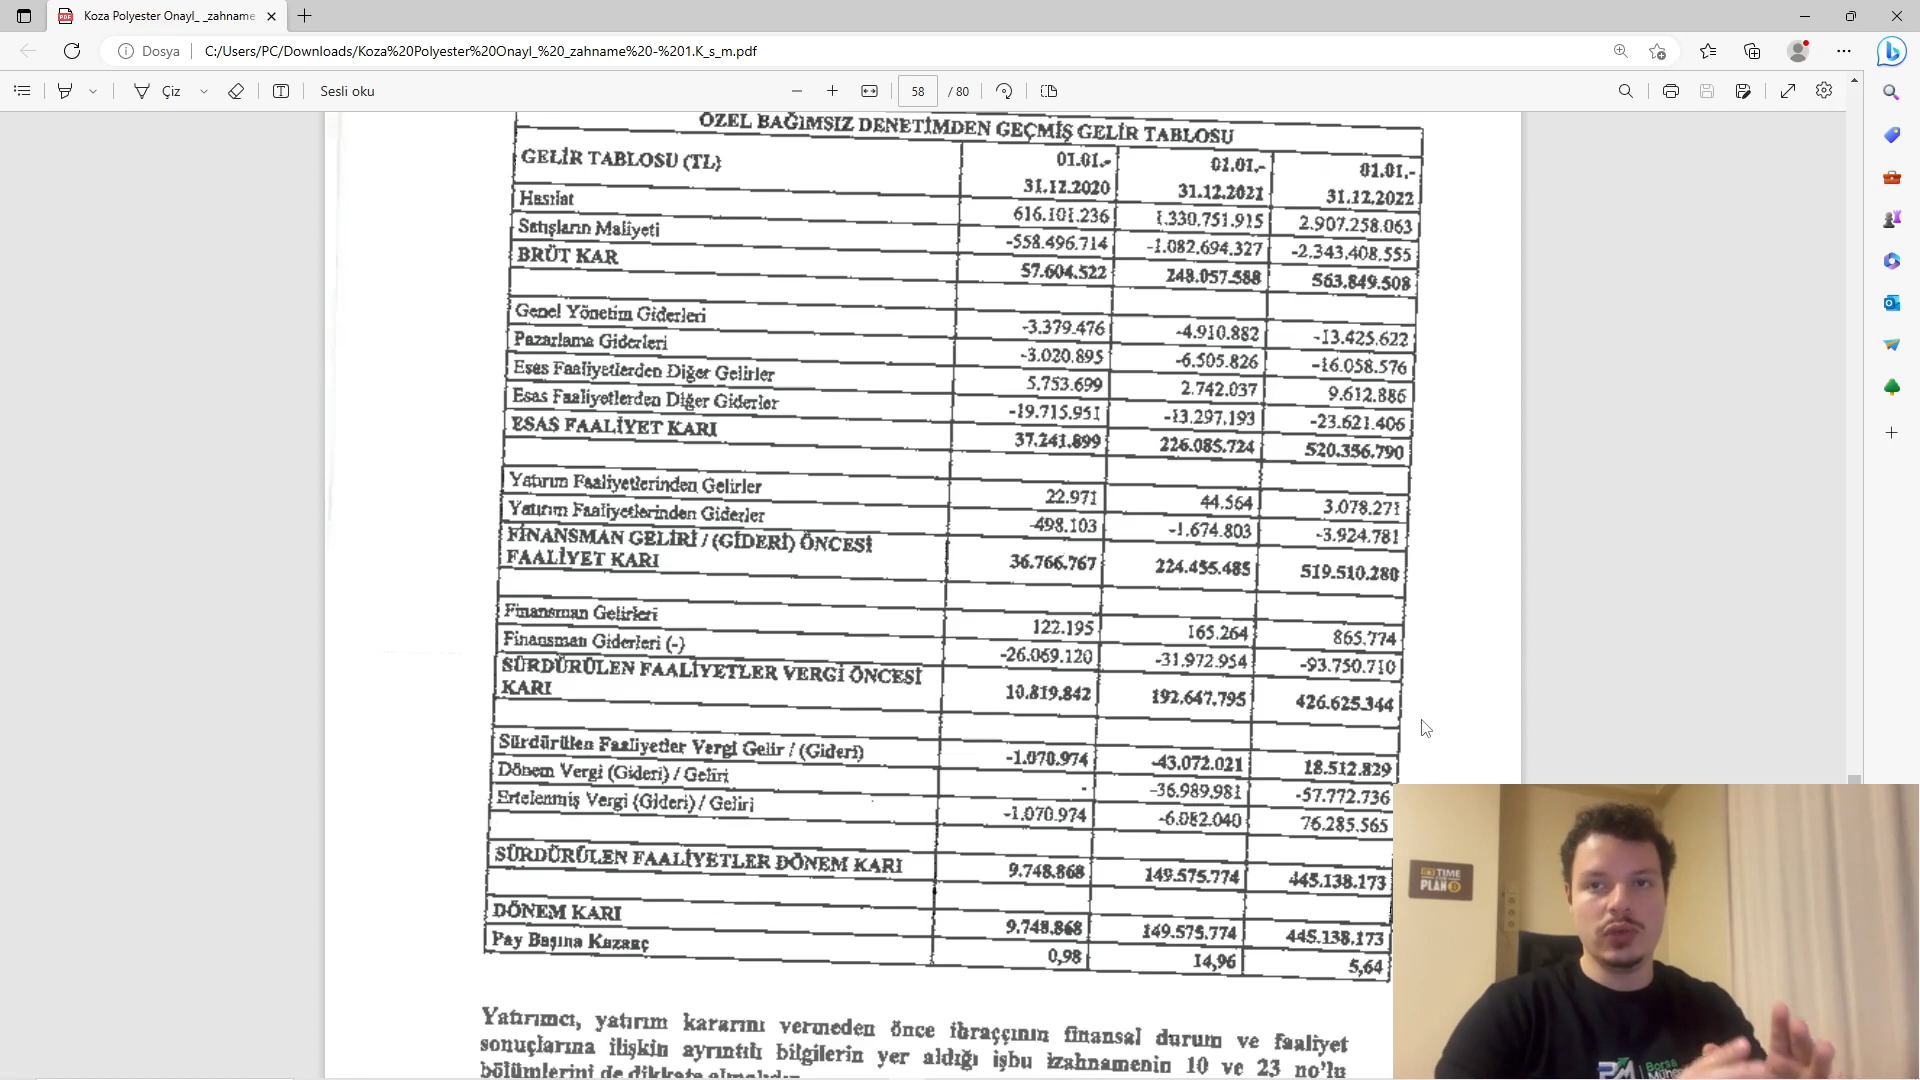 Koza Polyester Onayl_ _zahname
Dosya
C:/Users/PC/Downloads/Koza%20Polyester%20Onayl_%20_zahname%20-%201.K_s_m.pdf
Çiz
Sesli oku
58 / 80
ÖZEL BAĞIMSIZ DENETİMDEN GEÇMİŞ GELİR TABLOSU
GELİR TABLOSU (TL) 01.01.- 31.12.2020 01.01.- 31.12.2021 01.01.- 31.12.2022
Hasılat 616.101.236 1.330.751.915 2.907.258.063
Satışların Maliyeti -558.496.714 -1.082.694.327 -2.343.408.555
BRÜT KAR 57.604.522 248.057.588 563.849.508
Genel Yönetim Giderleri -3.379.476 -4.910.882 -13.425.622
Pazarlama Giderleri -3.020.895 -6.505.826 -16.058.576
Esas Faaliyetlerden Diğer Gelirler 5.753.699 2.742.037 9.612.886
Esas Faaliyetlerden Diğer Giderler -19.715.951 -13.297.193 -23.621.406
ESAS FAALİYET KARI 37.241.899 226.085.724 520.356.790
Yatırım Faaliyetlerinden Gelirler 22.971 44.564 3.078.271
Yatırım Faaliyetlerinden Giderler -498.103 -1.674.803 -3.924.781
FİNANSMAN GELİRİ / (GİDERİ) ÖNCESİ
FAALİYET KARI 36.766.767 224.455.485 519.510.280
Finansman Gelirleri 122.195 165.264 865.774
Finansman Giderleri (-) -26.069.120 -31.972.954 -93.750.710
SÜRDÜRÜLEN FAALİYETLER VERGİ ÖNCESİ
KARI 10.819.842 192.647.795 426.625.344
Sürdürülen Faaliyetler Vergi Gelir / (Gideri) -1.070.974 -43.072.021 18.512.829
Dönem Vergi (Gideri) / Geliri - -36.989.981 -57.772.736
Ertelenmiş Vergi (Gideri) / Geliri -1.070.974 -6.082.040 76.285.565
SÜRDÜRÜLEN FAALİYETLER DÖNEM KARI 9.748.868 149.575.774 445.138.173
DÖNEM KARI 9.748.868 149.575.774 445.138.173
Pay Başına Kazanç 0,98 14,96 5,64
Yatırımcı, yatırım kararını vermeden önce ihraççının finansal durum ve faaliyet
sonuçlarına ilişkin ayrıntılı bilgilerin yer aldığı işbu izahnamenin 10 ve 23 no'lu
bölümlerini de dikkate almalıdır.
TIME
PLAN B
Borsa